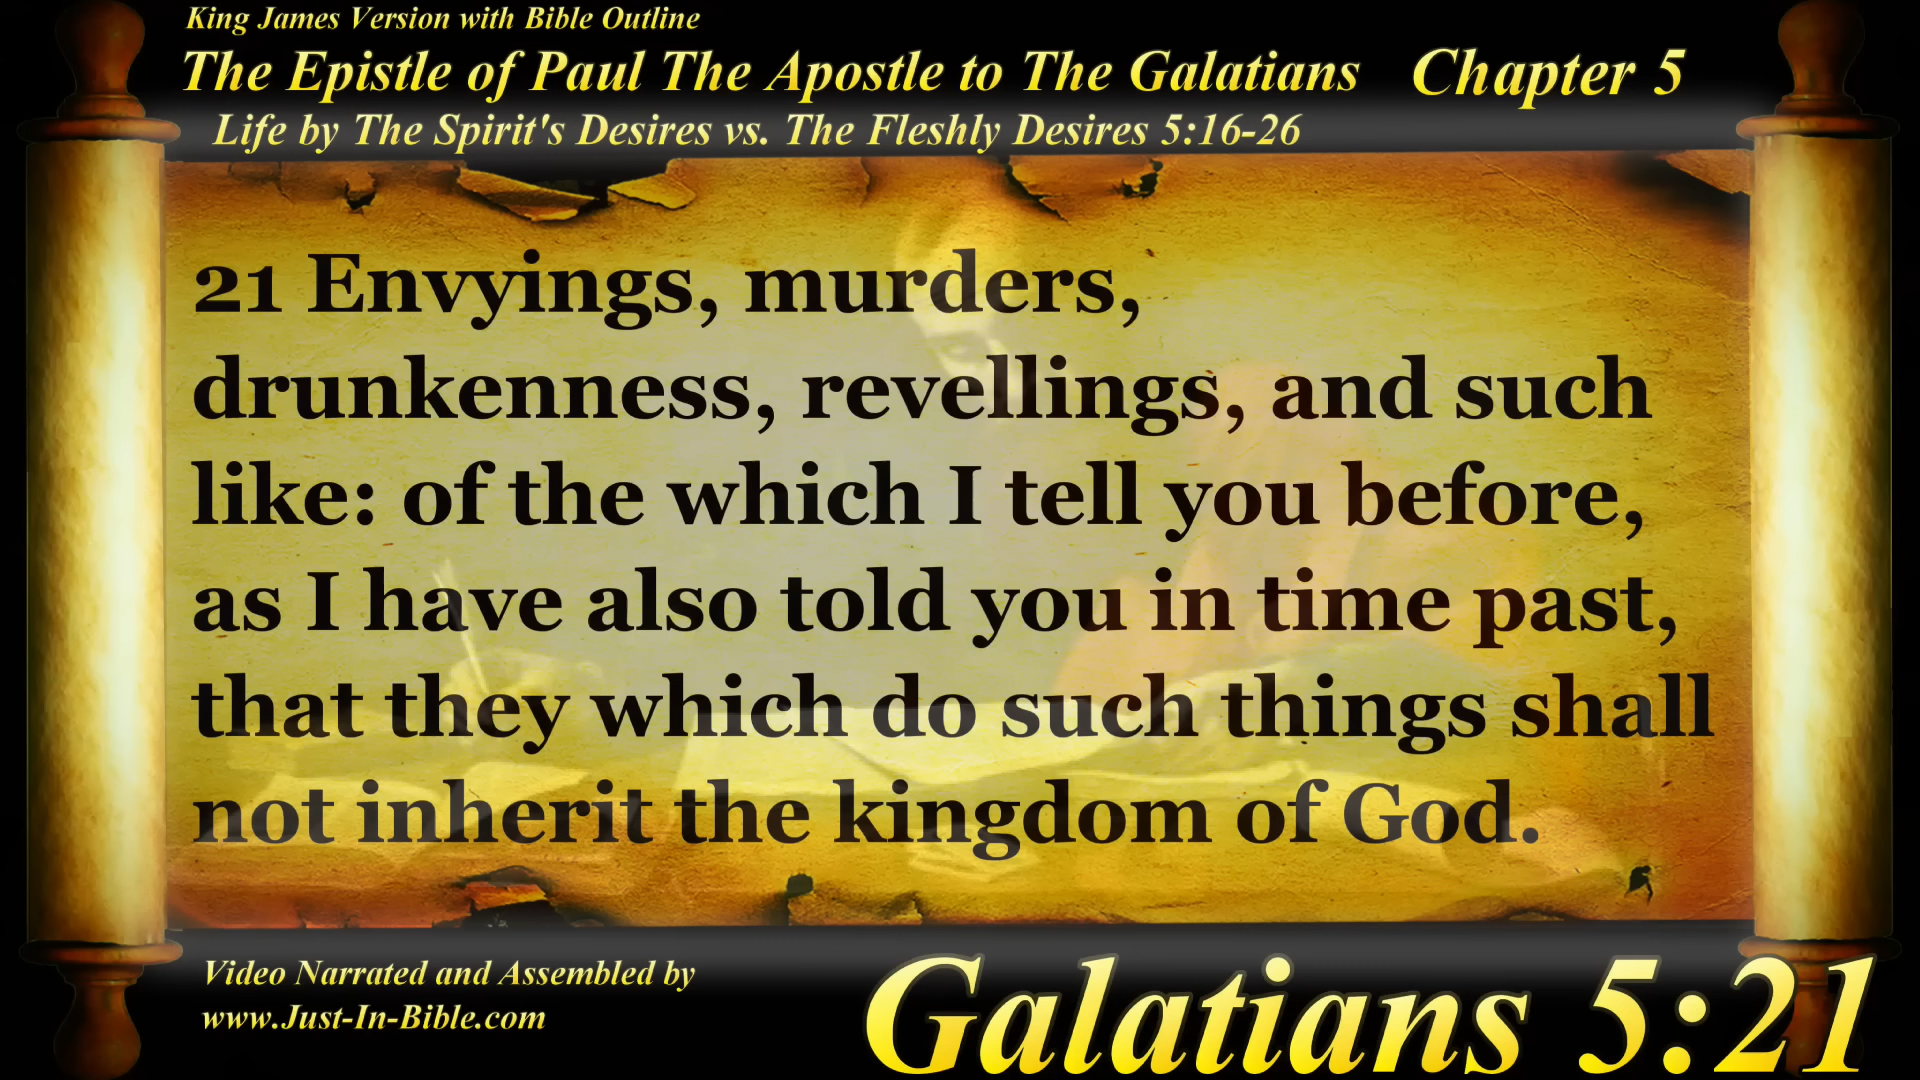 King James Version with Bible Outline
The Epistle of Paul The Apostle to The Galatians Chapter 5
Life by The Spirit's Desires vs. The Fleshly Desires 5:16-26
21 Envyings, murders,
drunkenness, revellings, and such
like: of the which I tell you before,
as I have also told you in time past,
that they which do such things shall
not inherit the kingdom of God.
Video Narrated and Assembled by
www.Just-In-Bible.com
Galatians 5:21